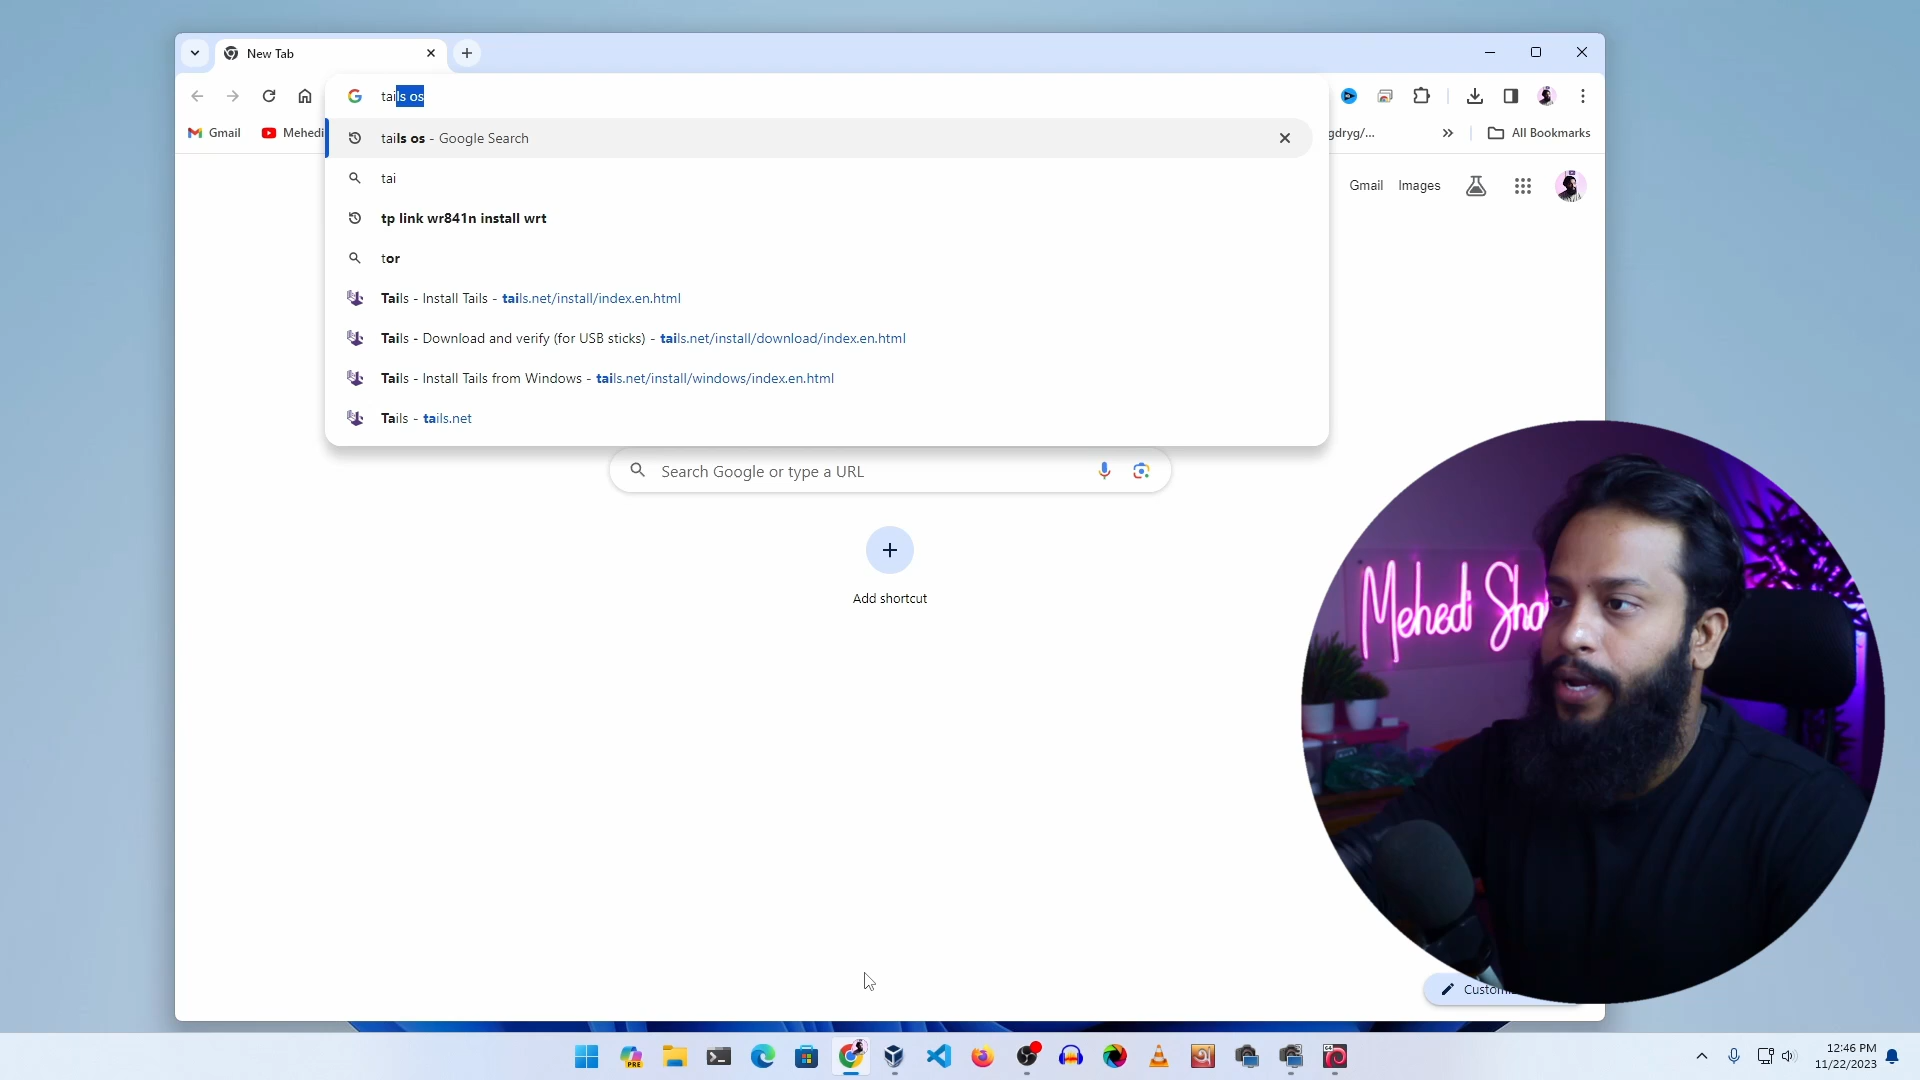 New Tab
tails os
Gmail
Mehedi
gdryg/...
All Bookmarks
tails os - Google Search
tai
tp link wr841n install wrt
tor
Tails - Install Tails - tails.net/install/index.en.html
Tails - Download and verify (for USB sticks) - tails.net/install/download/index.en.html
Tails - Install Tails from Windows - tails.net/install/windows/index.en.html
Tails - tails.net
Gmail Images
Search Google or type a URL
Add shortcut
Mehedi Sha
Custom
PRE
12:46 PM
11/22/2023